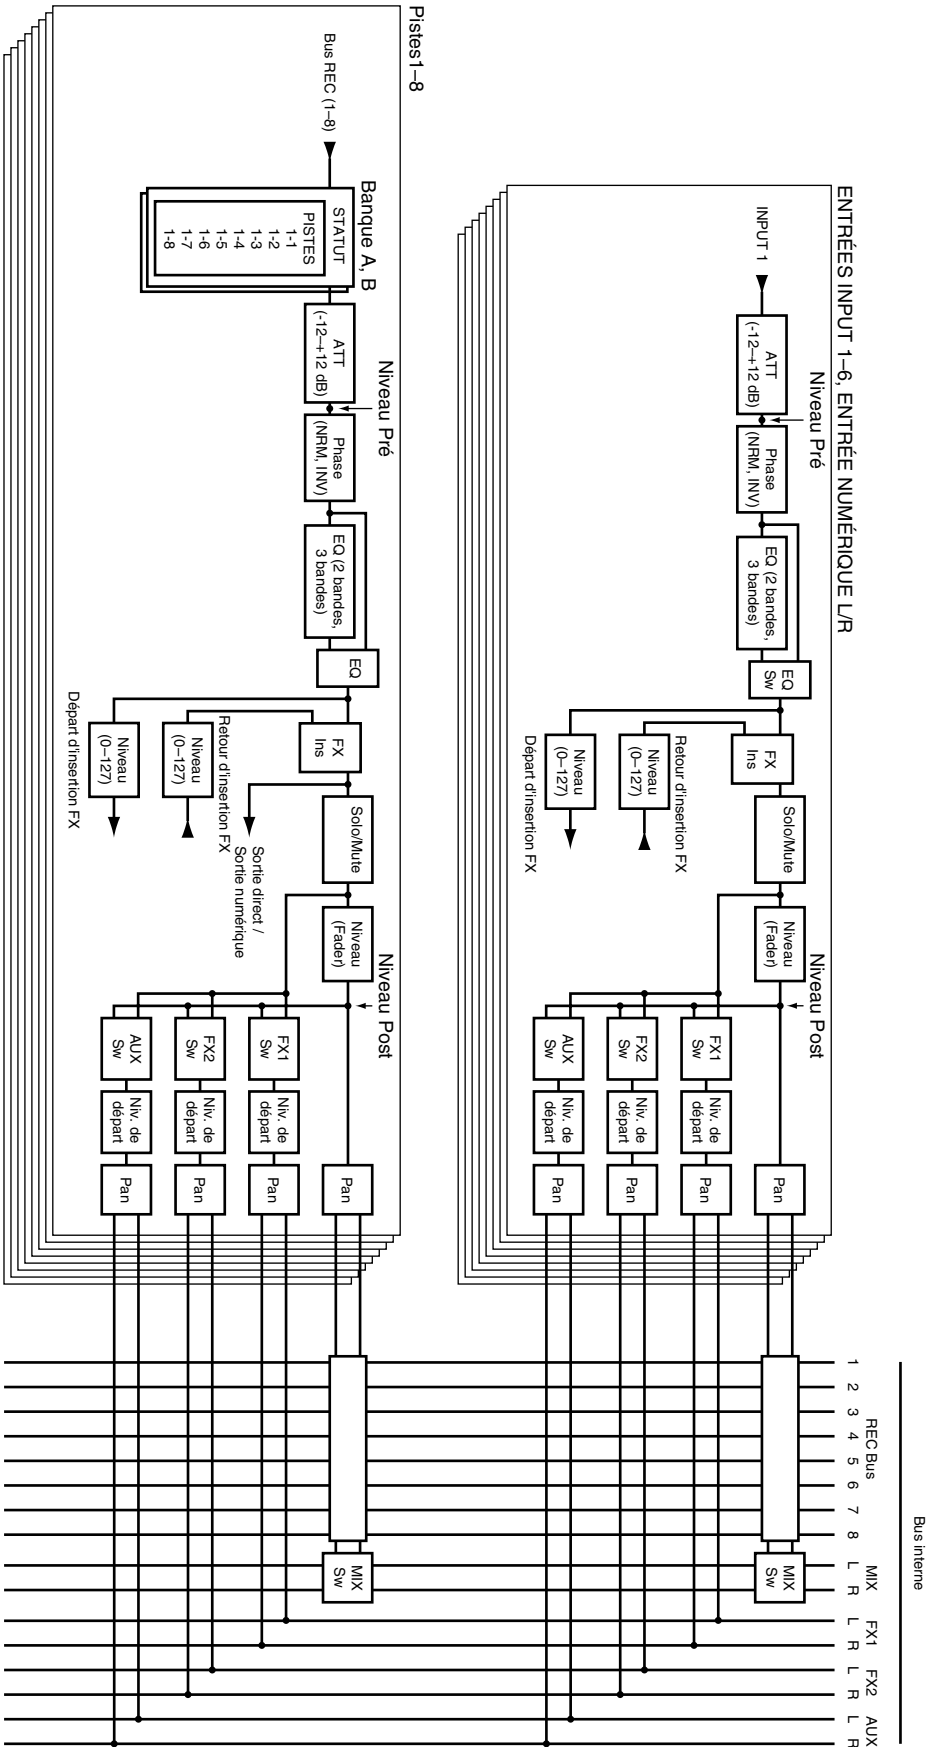 Bus interne
REC Bus
MIX
FX1
FX2
AUX
1 2 3 4 5 6 7 8 L R L R L R L R
ENTRÉES INPUT 1–6, ENTRÉE NUMÉRIQUE L/R
Niveau Pré
Niveau Post
INPUT 1
ATT
(-12–+12 dB)
Phase
(NRM, INV)
EQ (2 bandes,
3 bandes)
EQ
Sw
FX
Ins
Solo/Mute
Niveau
(Fader)
Pan
MIX
Sw
Retour d'insertion FX
Niveau
(0–127)
Départ d'insertion FX
Niveau
(0–127)
FX1
Sw
Niv. de
départ
Pan
FX2
Sw
Niv. de
départ
Pan
AUX
Sw
Niv. de
départ
Pan
Pistes1–8
Niveau Pré
Niveau Post
Banque A, B
Bus REC (1–8)
STATUT
PISTES
1-1
1-2
1-3
1-4
1-5
1-6
1-7
1-8
ATT
(-12–+12 dB)
Phase
(NRM, INV)
EQ (2 bandes,
3 bandes)
EQ
FX
Ins
Solo/Mute
Niveau
(Fader)
Pan
MIX
Sw
Sortie direct /
Sortie numérique
Retour d'insertion FX
Niveau
(0–127)
Niveau
(0–127)
Départ d'insertion FX
FX1
Sw
Niv. de
départ
Pan
FX2
Sw
Niv. de
départ
Pan
AUX
Sw
Niv. de
départ
Pan